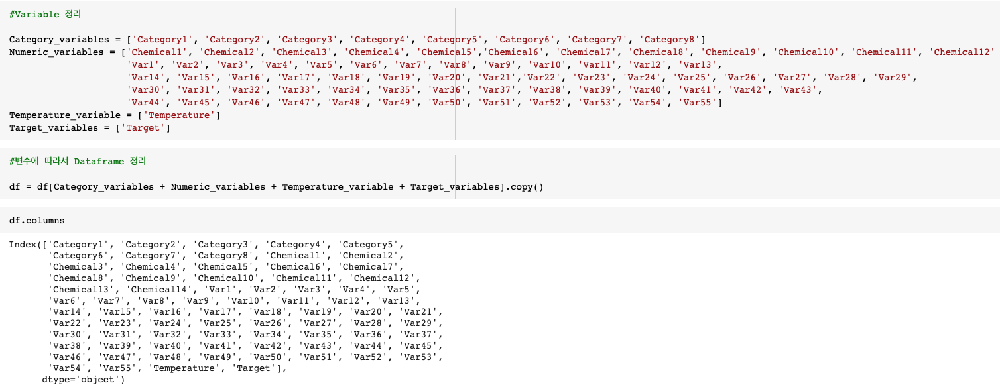 #Variable 정리
Category_variables = ['Category1', 'Category2', 'Category3', 'Category4', 'Category5', 'Category6', 'Category7', 'Category8']
Numeric_variables = ['Chemical1', 'Chemical2', 'Chemical3', 'Chemical4', 'Chemical5','Chemical6', 'Chemical7', 'Chemical8', 'Chemical9', 'Chemical10', 'Chemical11', 'Chemical12'
'Var1', 'Var2', 'Var3', 'Var4', 'Var5', 'Var6', 'Var7', 'Var8', 'Var9', 'Var10', 'Var11', 'Var12', 'Var13',
'Var14', 'Var15', 'Var16', 'Var17', 'Var18', 'Var19', 'Var20', 'Var21','Var22', 'Var23', 'Var24', 'Var25', 'Var26', 'Var27', 'Var28', 'Var29',
'Var30', 'Var31', 'Var32', 'Var33', 'Var34', 'Var35', 'Var36', 'Var37', 'Var38', 'Var39', 'Var40', 'Var41', 'Var42', 'Var43',
'Var44', 'Var45', 'Var46', 'Var47', 'Var48', 'Var49', 'Var50', 'Var51', 'Var52', 'Var53', 'Var54', 'Var55']
Temperature_variable = ['Temperature']
Target_variables = ['Target']
#변수에 따라서 Dataframe 정리
df = df[Category_variables + Numeric_variables + Temperature_variable + Target_variables].copy()
df.columns
Index(['Category1', 'Category2', 'Category3', 'Category4', 'Category5',
'Category6', 'Category7', 'Category8', 'Chemical1', 'Chemical2',
'Chemical3', 'Chemical4', 'Chemical5', 'Chemical6', 'Chemical7',
'Chemical8', 'Chemical9', 'Chemical10', 'Chemical11', 'Chemical12',
'Chemical13', 'Chemical14', 'Var1', 'Var2', 'Var3', 'Var4', 'Var5',
'Var6', 'Var7', 'Var8', 'Var9', 'Var10', 'Var11', 'Var12', 'Var13',
'Var14', 'Var15', 'Var16', 'Var17', 'Var18', 'Var19', 'Var20', 'Var21',
'Var22', 'Var23', 'Var24', 'Var25', 'Var26', 'Var27', 'Var28', 'Var29',
'Var30', 'Var31', 'Var32', 'Var33', 'Var34', 'Var35', 'Var36', 'Var37',
'Var38', 'Var39', 'Var40', 'Var41', 'Var42', 'Var43', 'Var44', 'Var45',
'Var46', 'Var47', 'Var48', 'Var49', 'Var50', 'Var51', 'Var52', 'Var53',
'Var54', 'Var55', 'Temperature', 'Target'],
dtype='object')